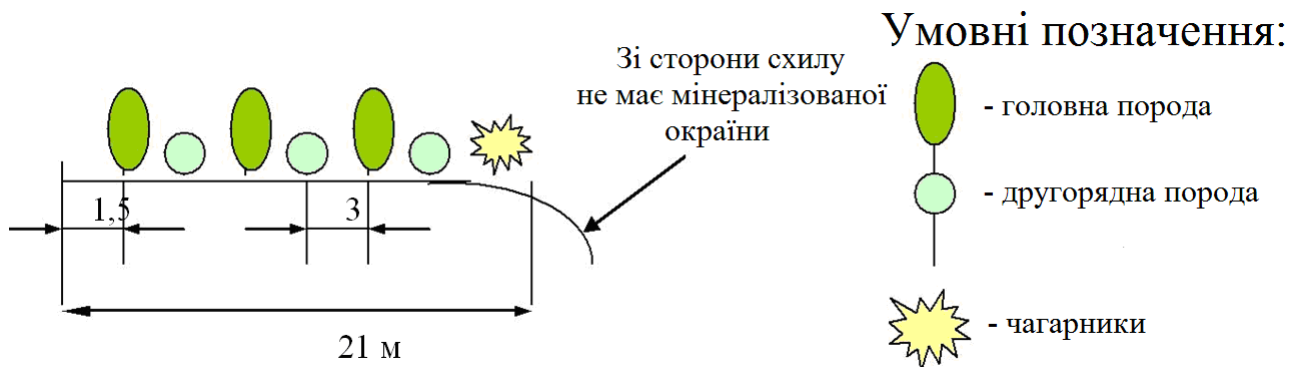 Умовні позначення:
Зі сторони схилу
не має мінералізованої
окраїни
- головна порода
- другорядна порода
1,5
3
21 м
- чагарники